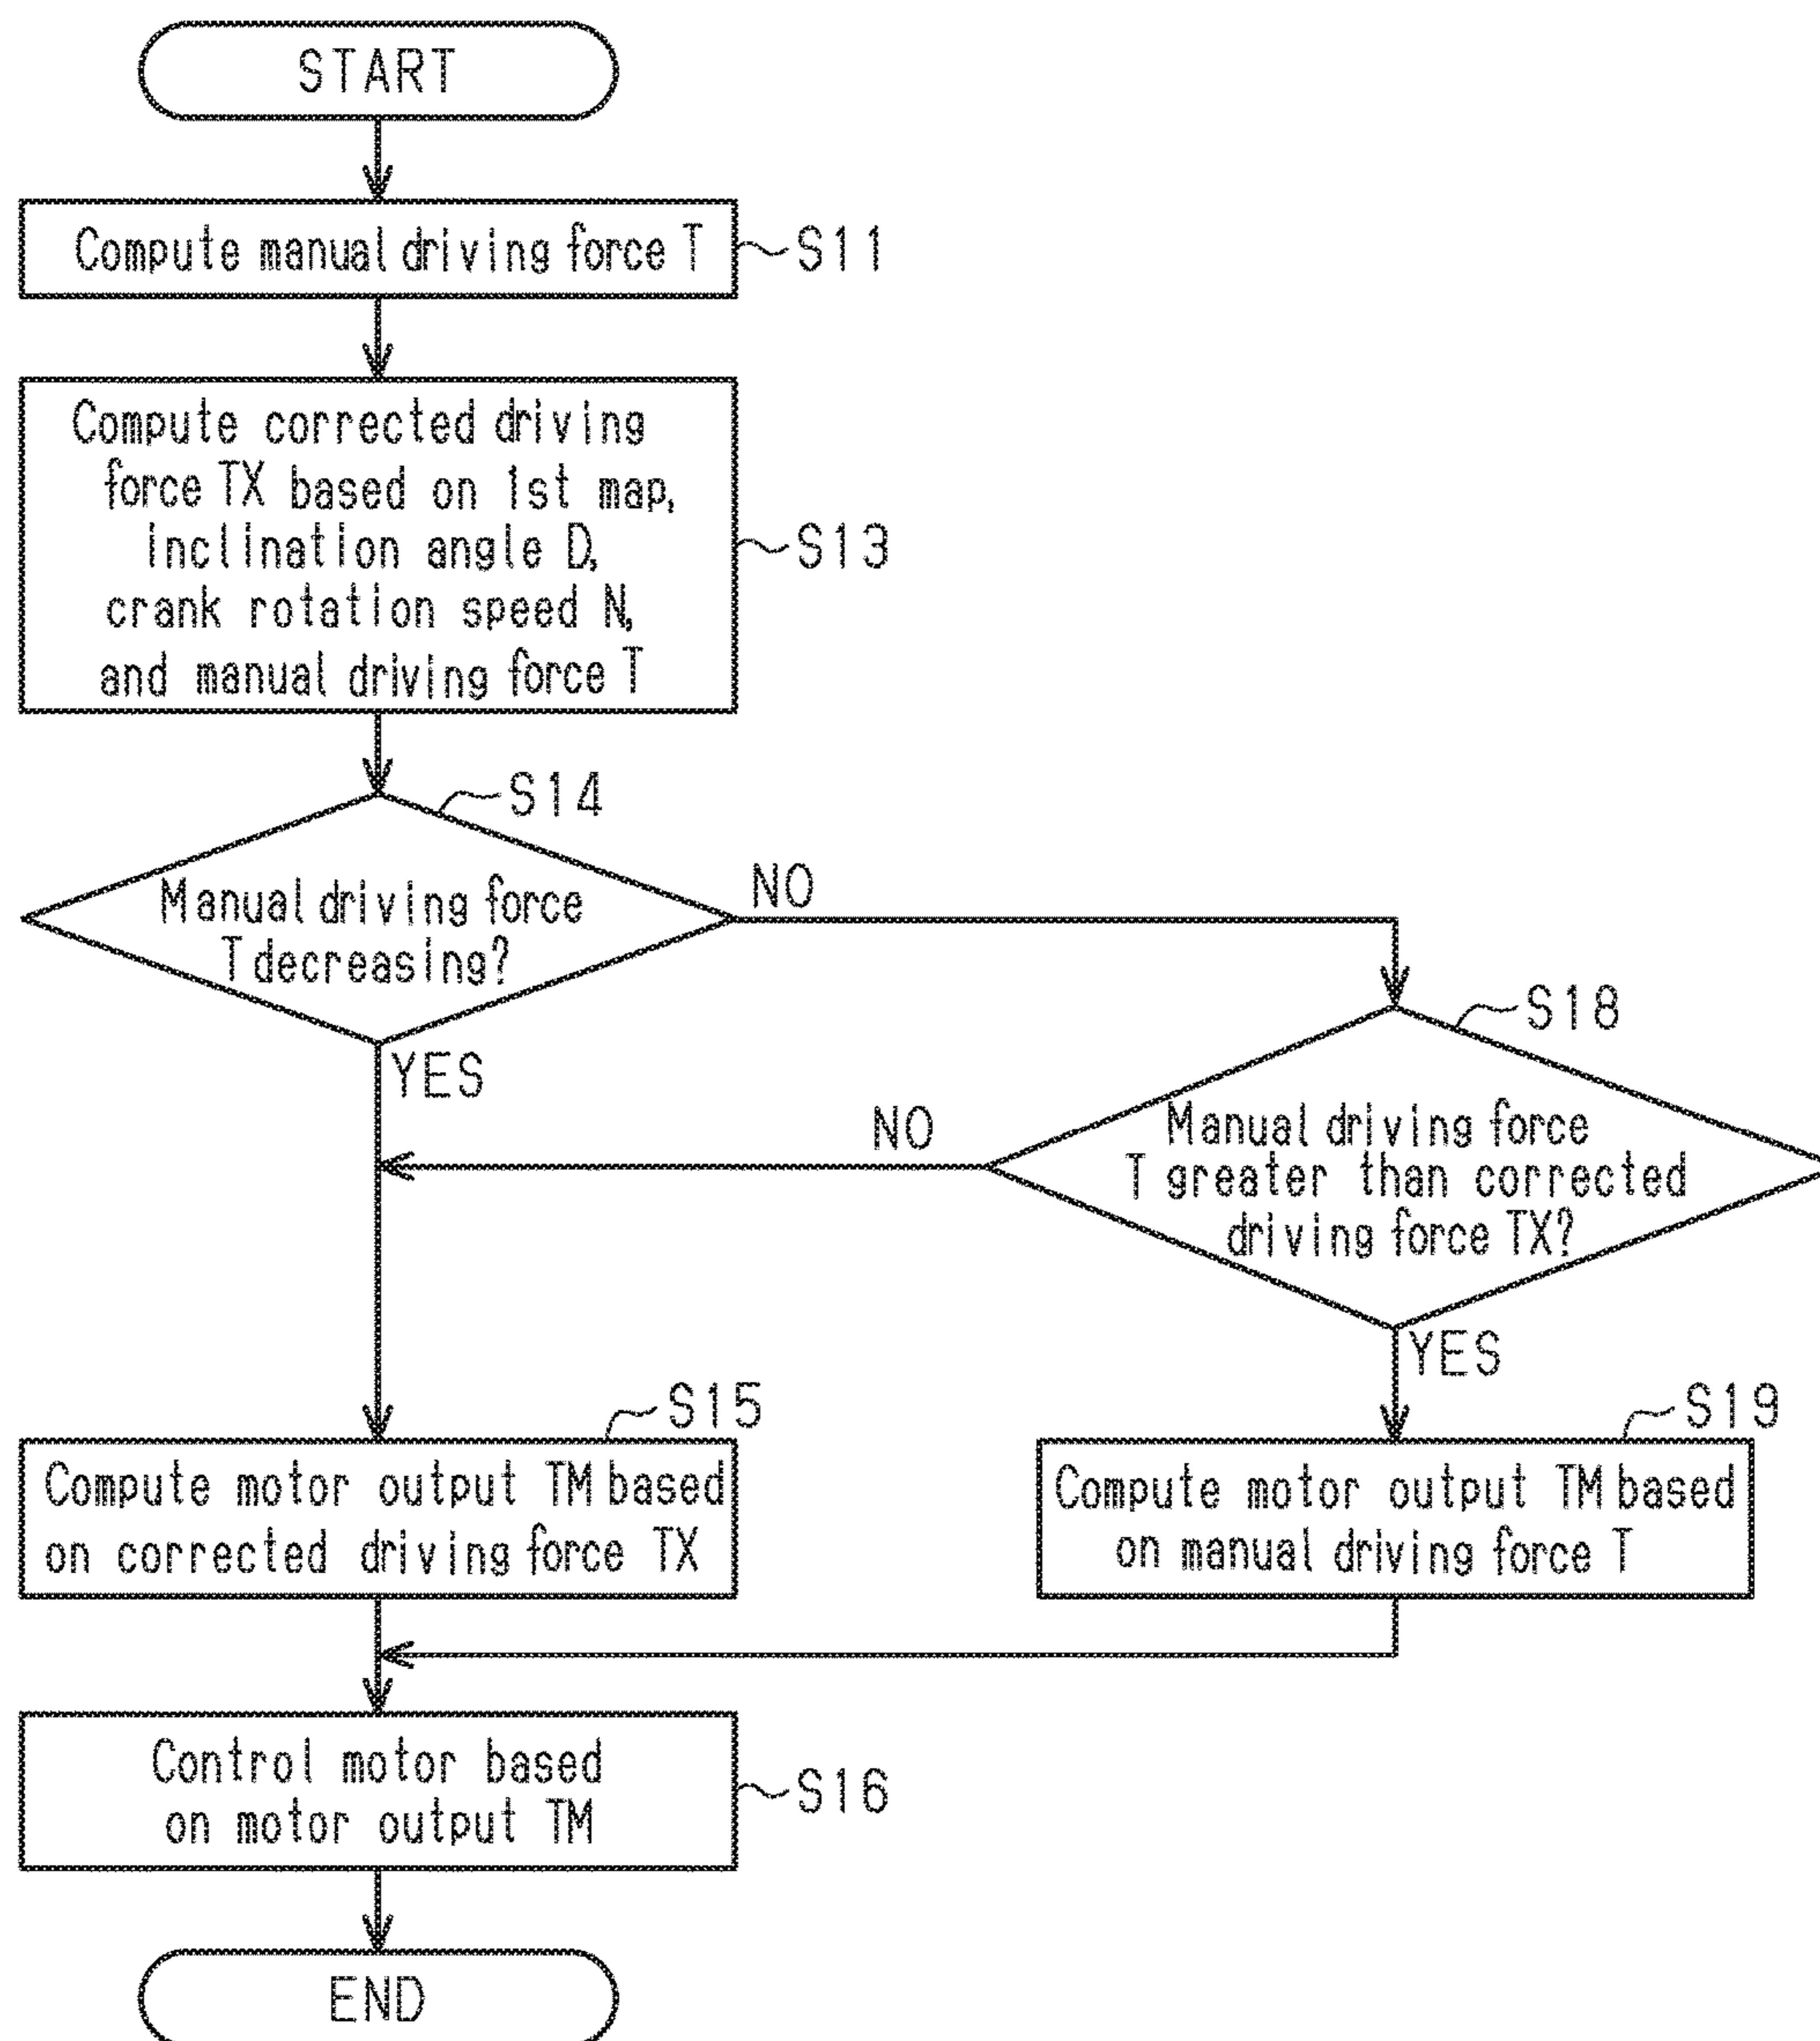 START
Compute manual driving force T
S11
Compute corrected driving
force TX based on 1st map,
inclination angle D,
crank rotation speed N,
and manual driving force T
S13
S14
Manual driving force
T decreasing?
NO
YES
S18
Manual driving force
T greater than corrected
driving force TX?
NO
YES
S15
Compute motor output TM based
on corrected driving force TX
S19
Compute motor output TM based
on manual driving force T
Control motor based
on motor output TM
S16
END